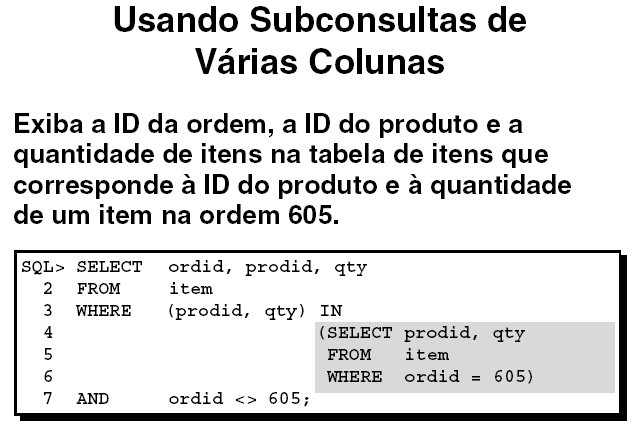 Usando Subconsultas de
Várias Colunas
Exiba a ID da ordem, a ID do produto e a
quantidade de itens na tabela de itens que
corresponde à ID do produto e à quantidade
de um item na ordem 605.
SQL> SELECT ordid, prodid, qty
2 FROM item
3 WHERE (prodid, qty) IN
4 (SELECT prodid, qty
5 FROM item
6 WHERE ordid = 605)
7 AND ordid <> 605;